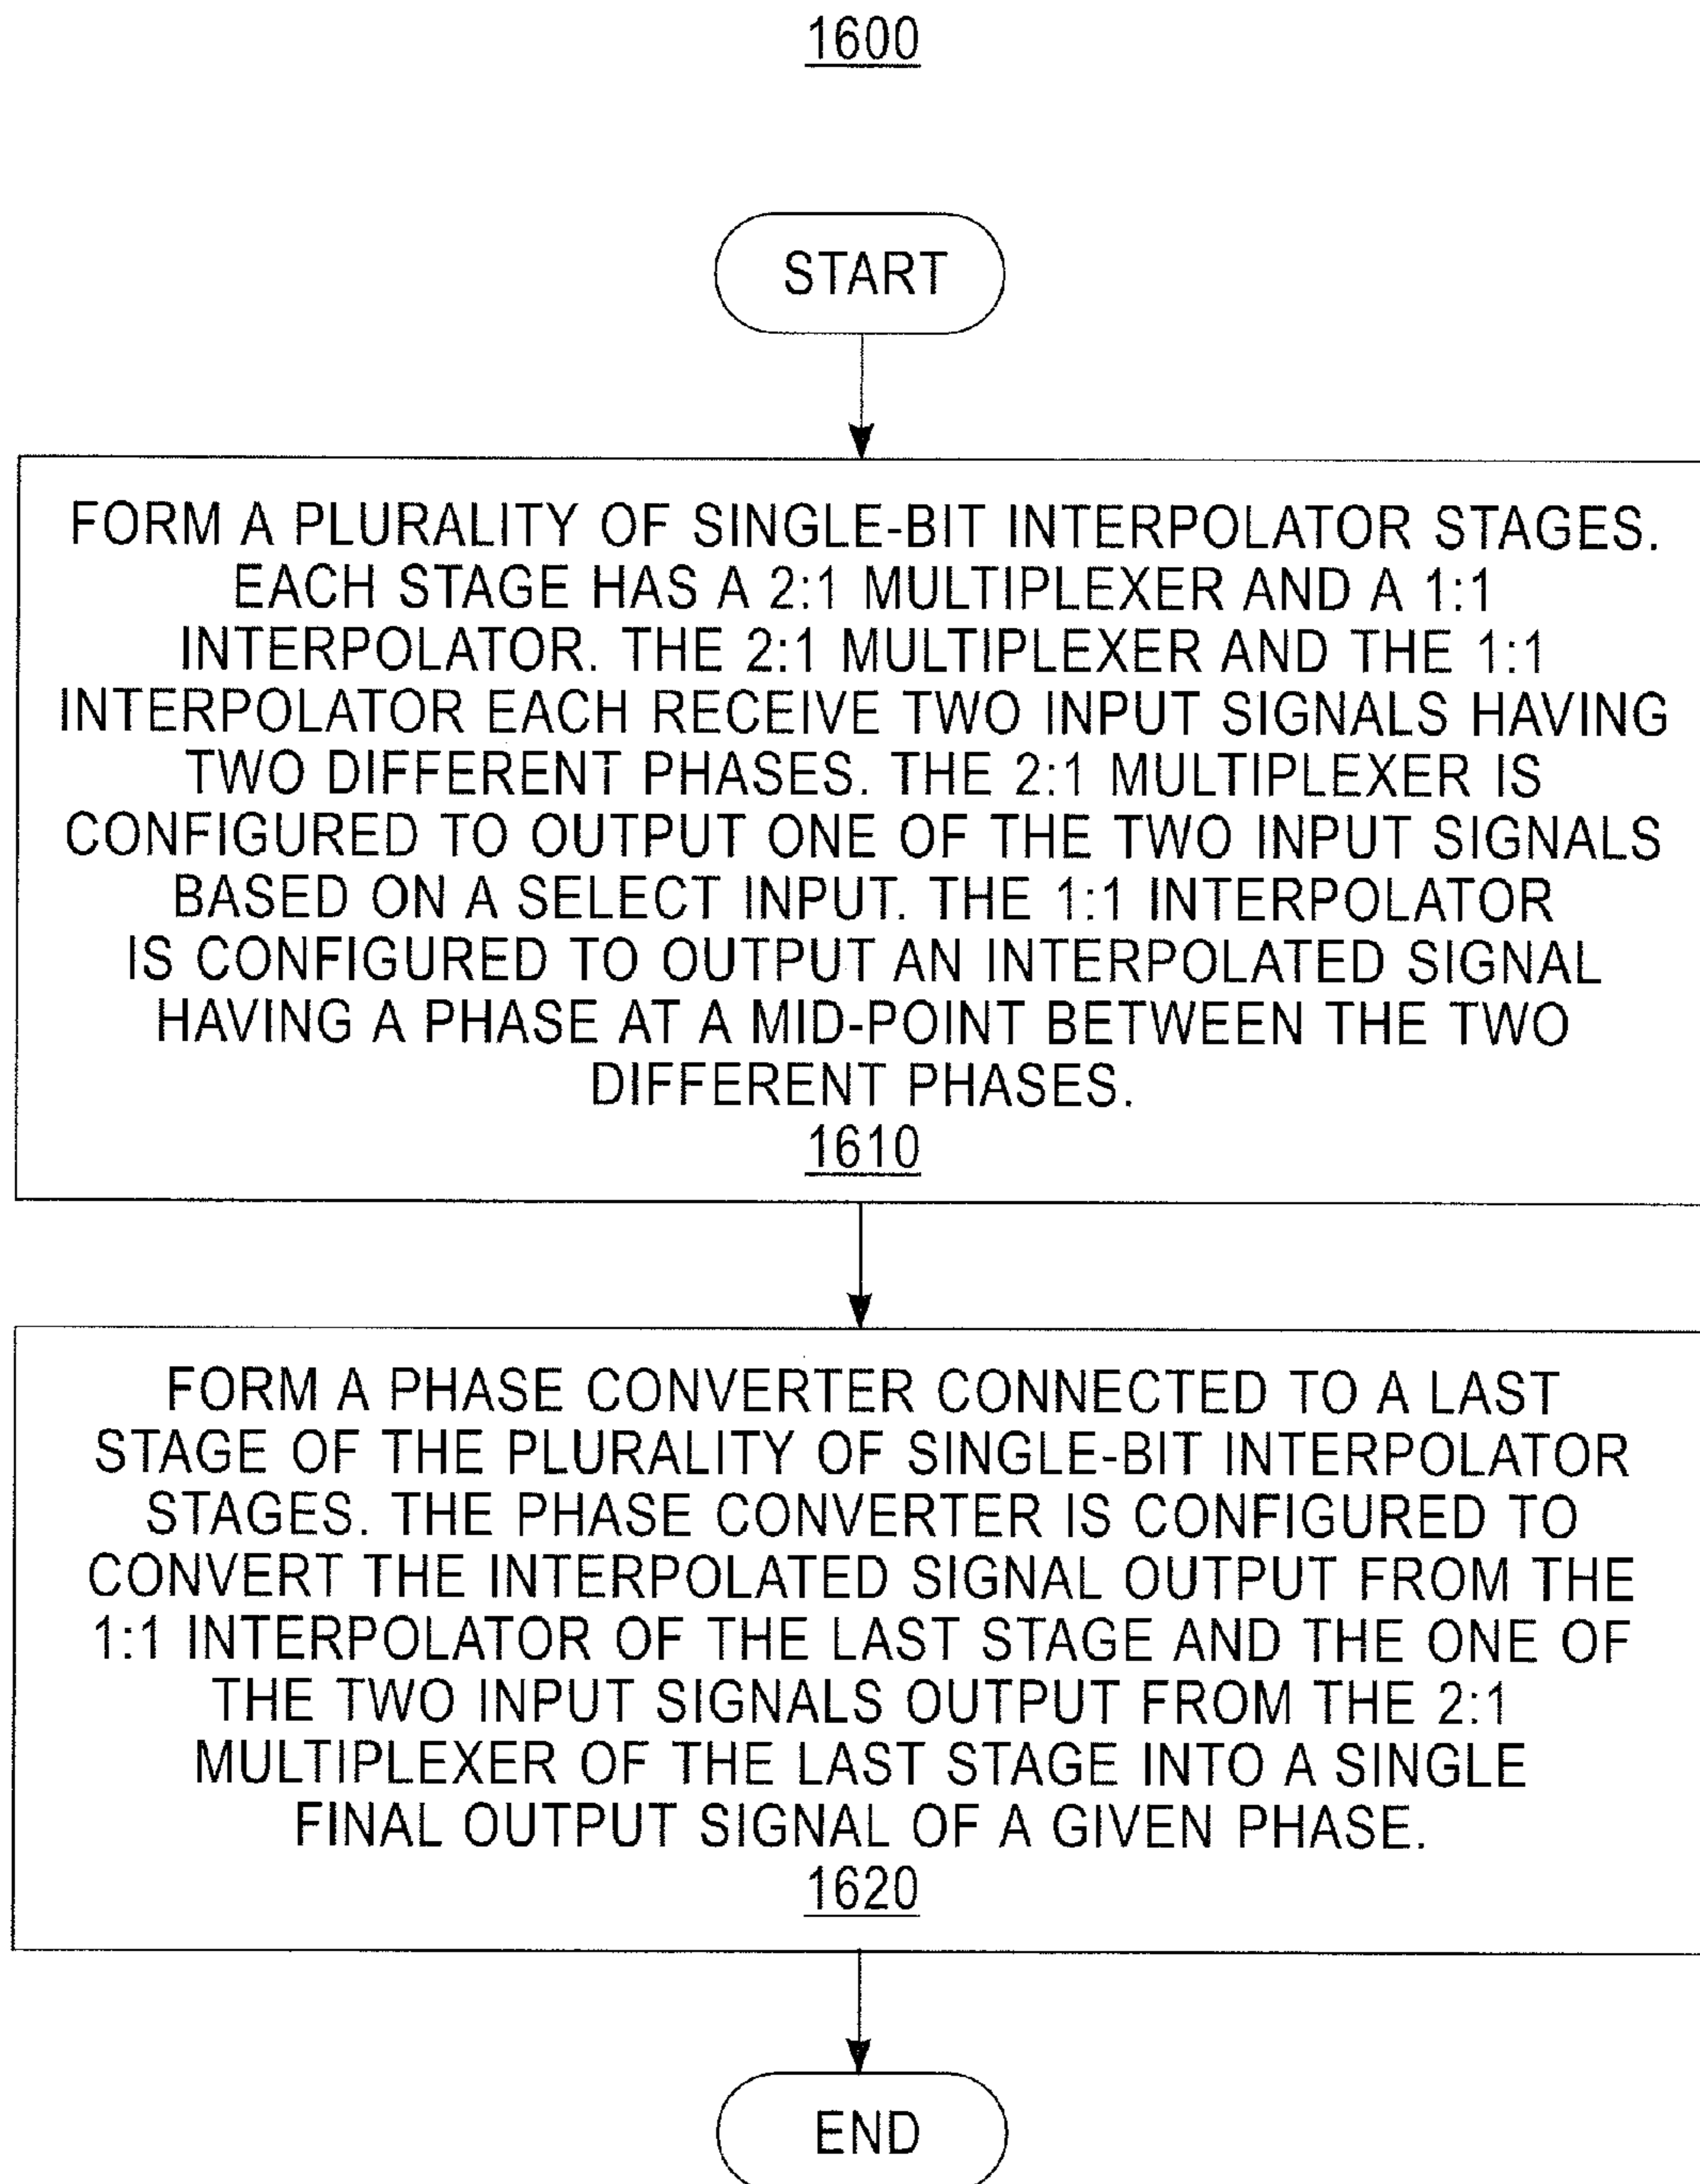 1600
START
FORM A PLURALITY OF SINGLE-BIT INTERPOLATOR STAGES.
EACH STAGE HAS A 2:1 MULTIPLEXER AND A 1:1
INTERPOLATOR. THE 2:1 MULTIPLEXER AND THE 1:1
INTERPOLATOR EACH RECEIVE TWO INPUT SIGNALS HAVING
TWO DIFFERENT PHASES. THE 2:1 MULTIPLEXER IS
CONFIGURED TO OUTPUT ONE OF THE TWO INPUT SIGNALS
BASED ON A SELECT INPUT. THE 1:1 INTERPOLATOR
IS CONFIGURED TO OUTPUT AN INTERPOLATED SIGNAL
HAVING A PHASE AT A MID-POINT BETWEEN THE TWO
DIFFERENT PHASES.
1610
FORM A PHASE CONVERTER CONNECTED TO A LAST
STAGE OF THE PLURALITY OF SINGLE-BIT INTERPOLATOR
STAGES. THE PHASE CONVERTER IS CONFIGURED TO
CONVERT THE INTERPOLATED SIGNAL OUTPUT FROM THE
1:1 INTERPOLATOR OF THE LAST STAGE AND THE ONE OF
THE TWO INPUT SIGNALS OUTPUT FROM THE 2:1
MULTIPLEXER OF THE LAST STAGE INTO A SINGLE
FINAL OUTPUT SIGNAL OF A GIVEN PHASE.
1620
END